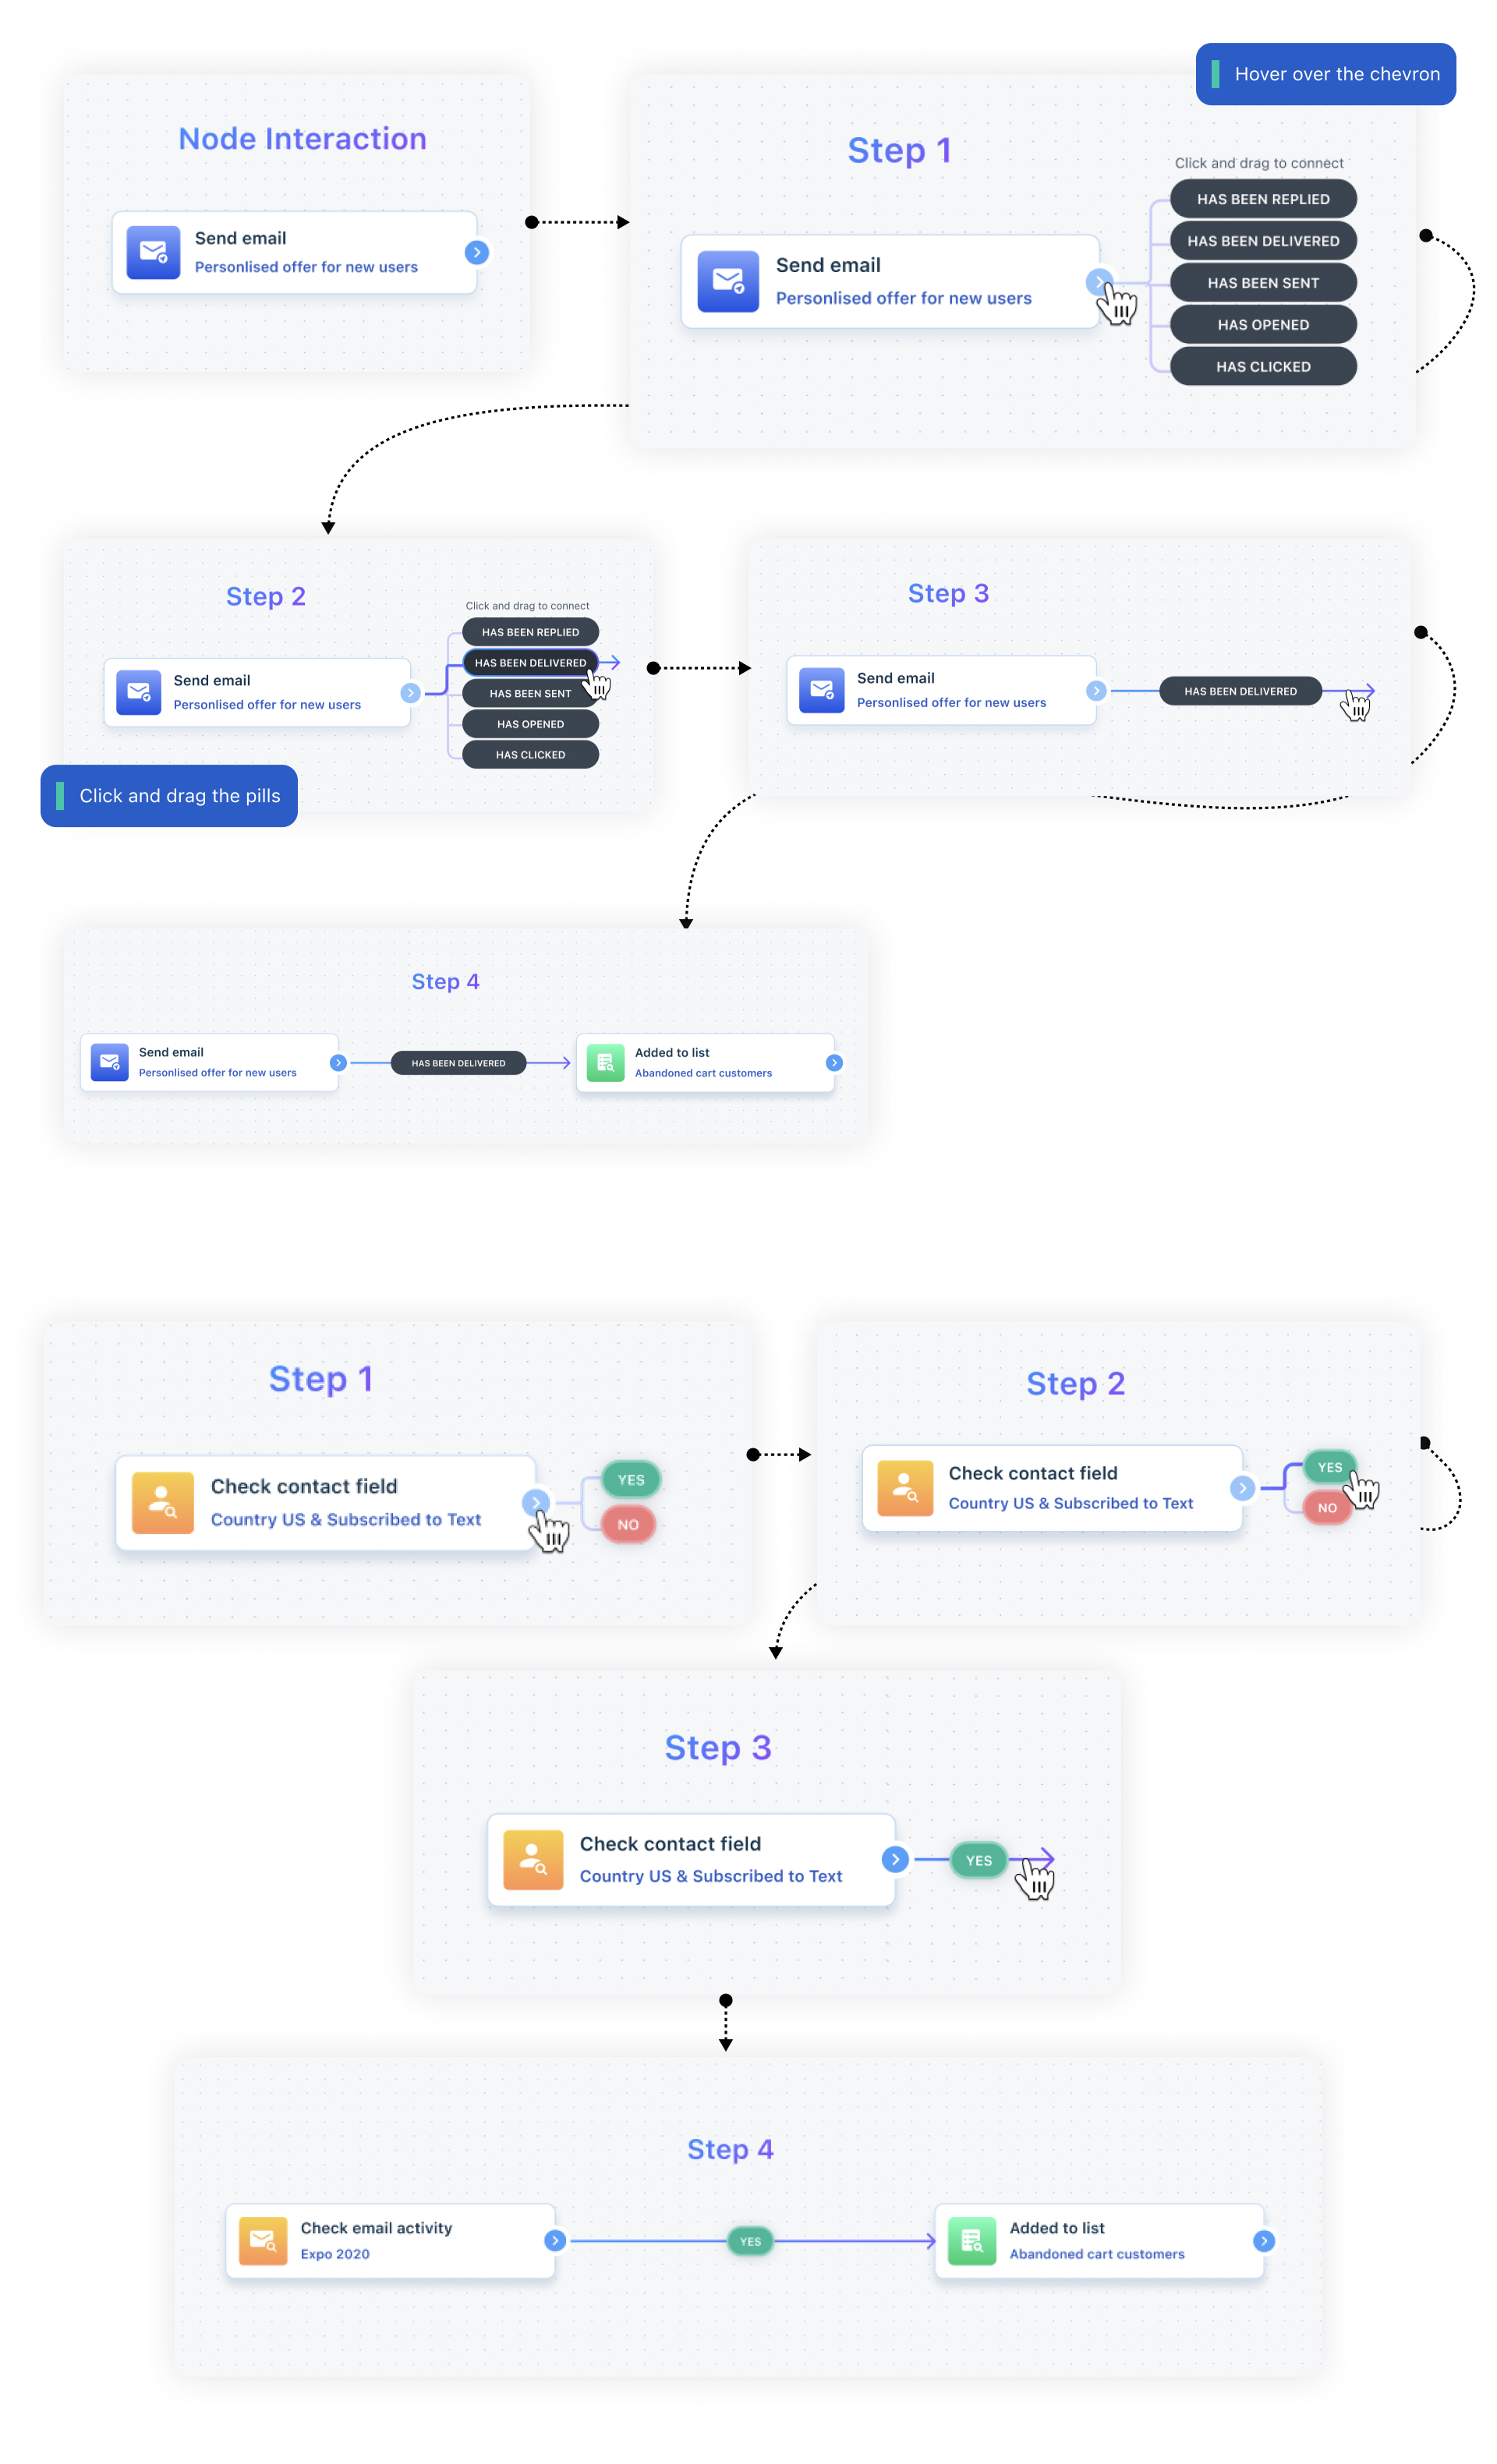 Hover over the chevron
Node Interaction
Send email
Personlised offer for new users
Step 1
Click and drag to connect
Send email
Personlised offer for new users
HAS BEEN REPLIED
HAS BEEN DELIVERED
HAS BEEN SENT
HAS OPENED
HAS CLICKED
Step 2
Click and drag to connect
Send email
Personlised offer for new users
HAS BEEN REPLIED
HAS BEEN DELIVERED
HAS BEEN SENT
HAS OPENED
HAS CLICKED
Click and drag the pills
Step 3
Send email
Personlised offer for new users
HAS BEEN DELIVERED
Step 4
Send email
Personlised offer for new users
HAS BEEN DELIVERED
Added to list
Abandoned cart customers
Step 1
Check contact field
Country US & Subscribed to Text
YES
NO
Step 2
Check contact field
Country US & Subscribed to Text
YES
NO
Step 3
Check contact field
Country US & Subscribed to Text
YES
Step 4
Check email activity
Expo 2020
YES
Added to list
Abandoned cart customers